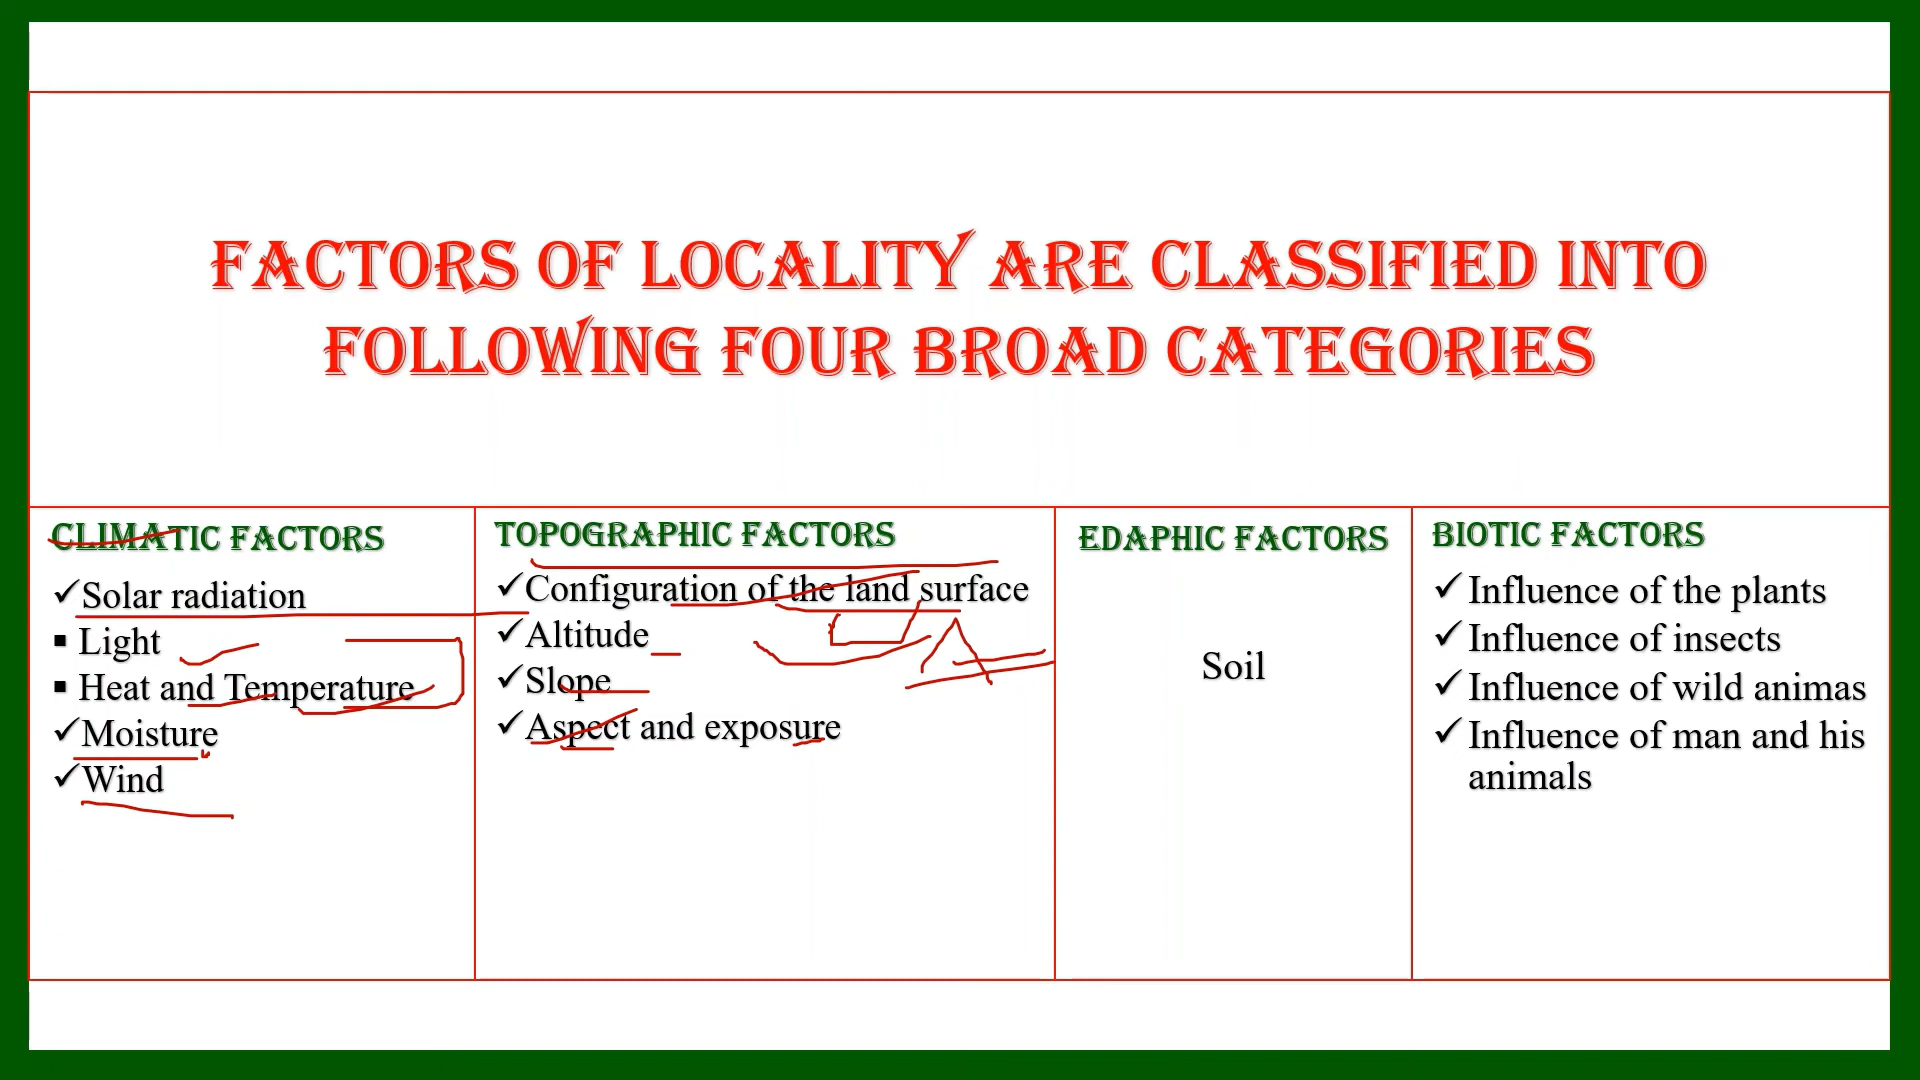 FACTORS OF LOCALITY ARE CLASSIFIED INTO
FOLLOWING FOUR BROAD CATEGORIES
CLIMATIC FACTORS
✓Solar radiation
▪ Light
▪ Heat and Temperature
✓Moisture
✓Wind
TOPOGRAPHIC FACTORS
✓Configuration of the land surface
✓Altitude
✓Slope
✓Aspect and exposure
EDAPHIC FACTORS
Soil
BIOTIC FACTORS
✓ Influence of the plants
✓ Influence of insects
✓ Influence of wild animas
✓ Influence of man and his
animals